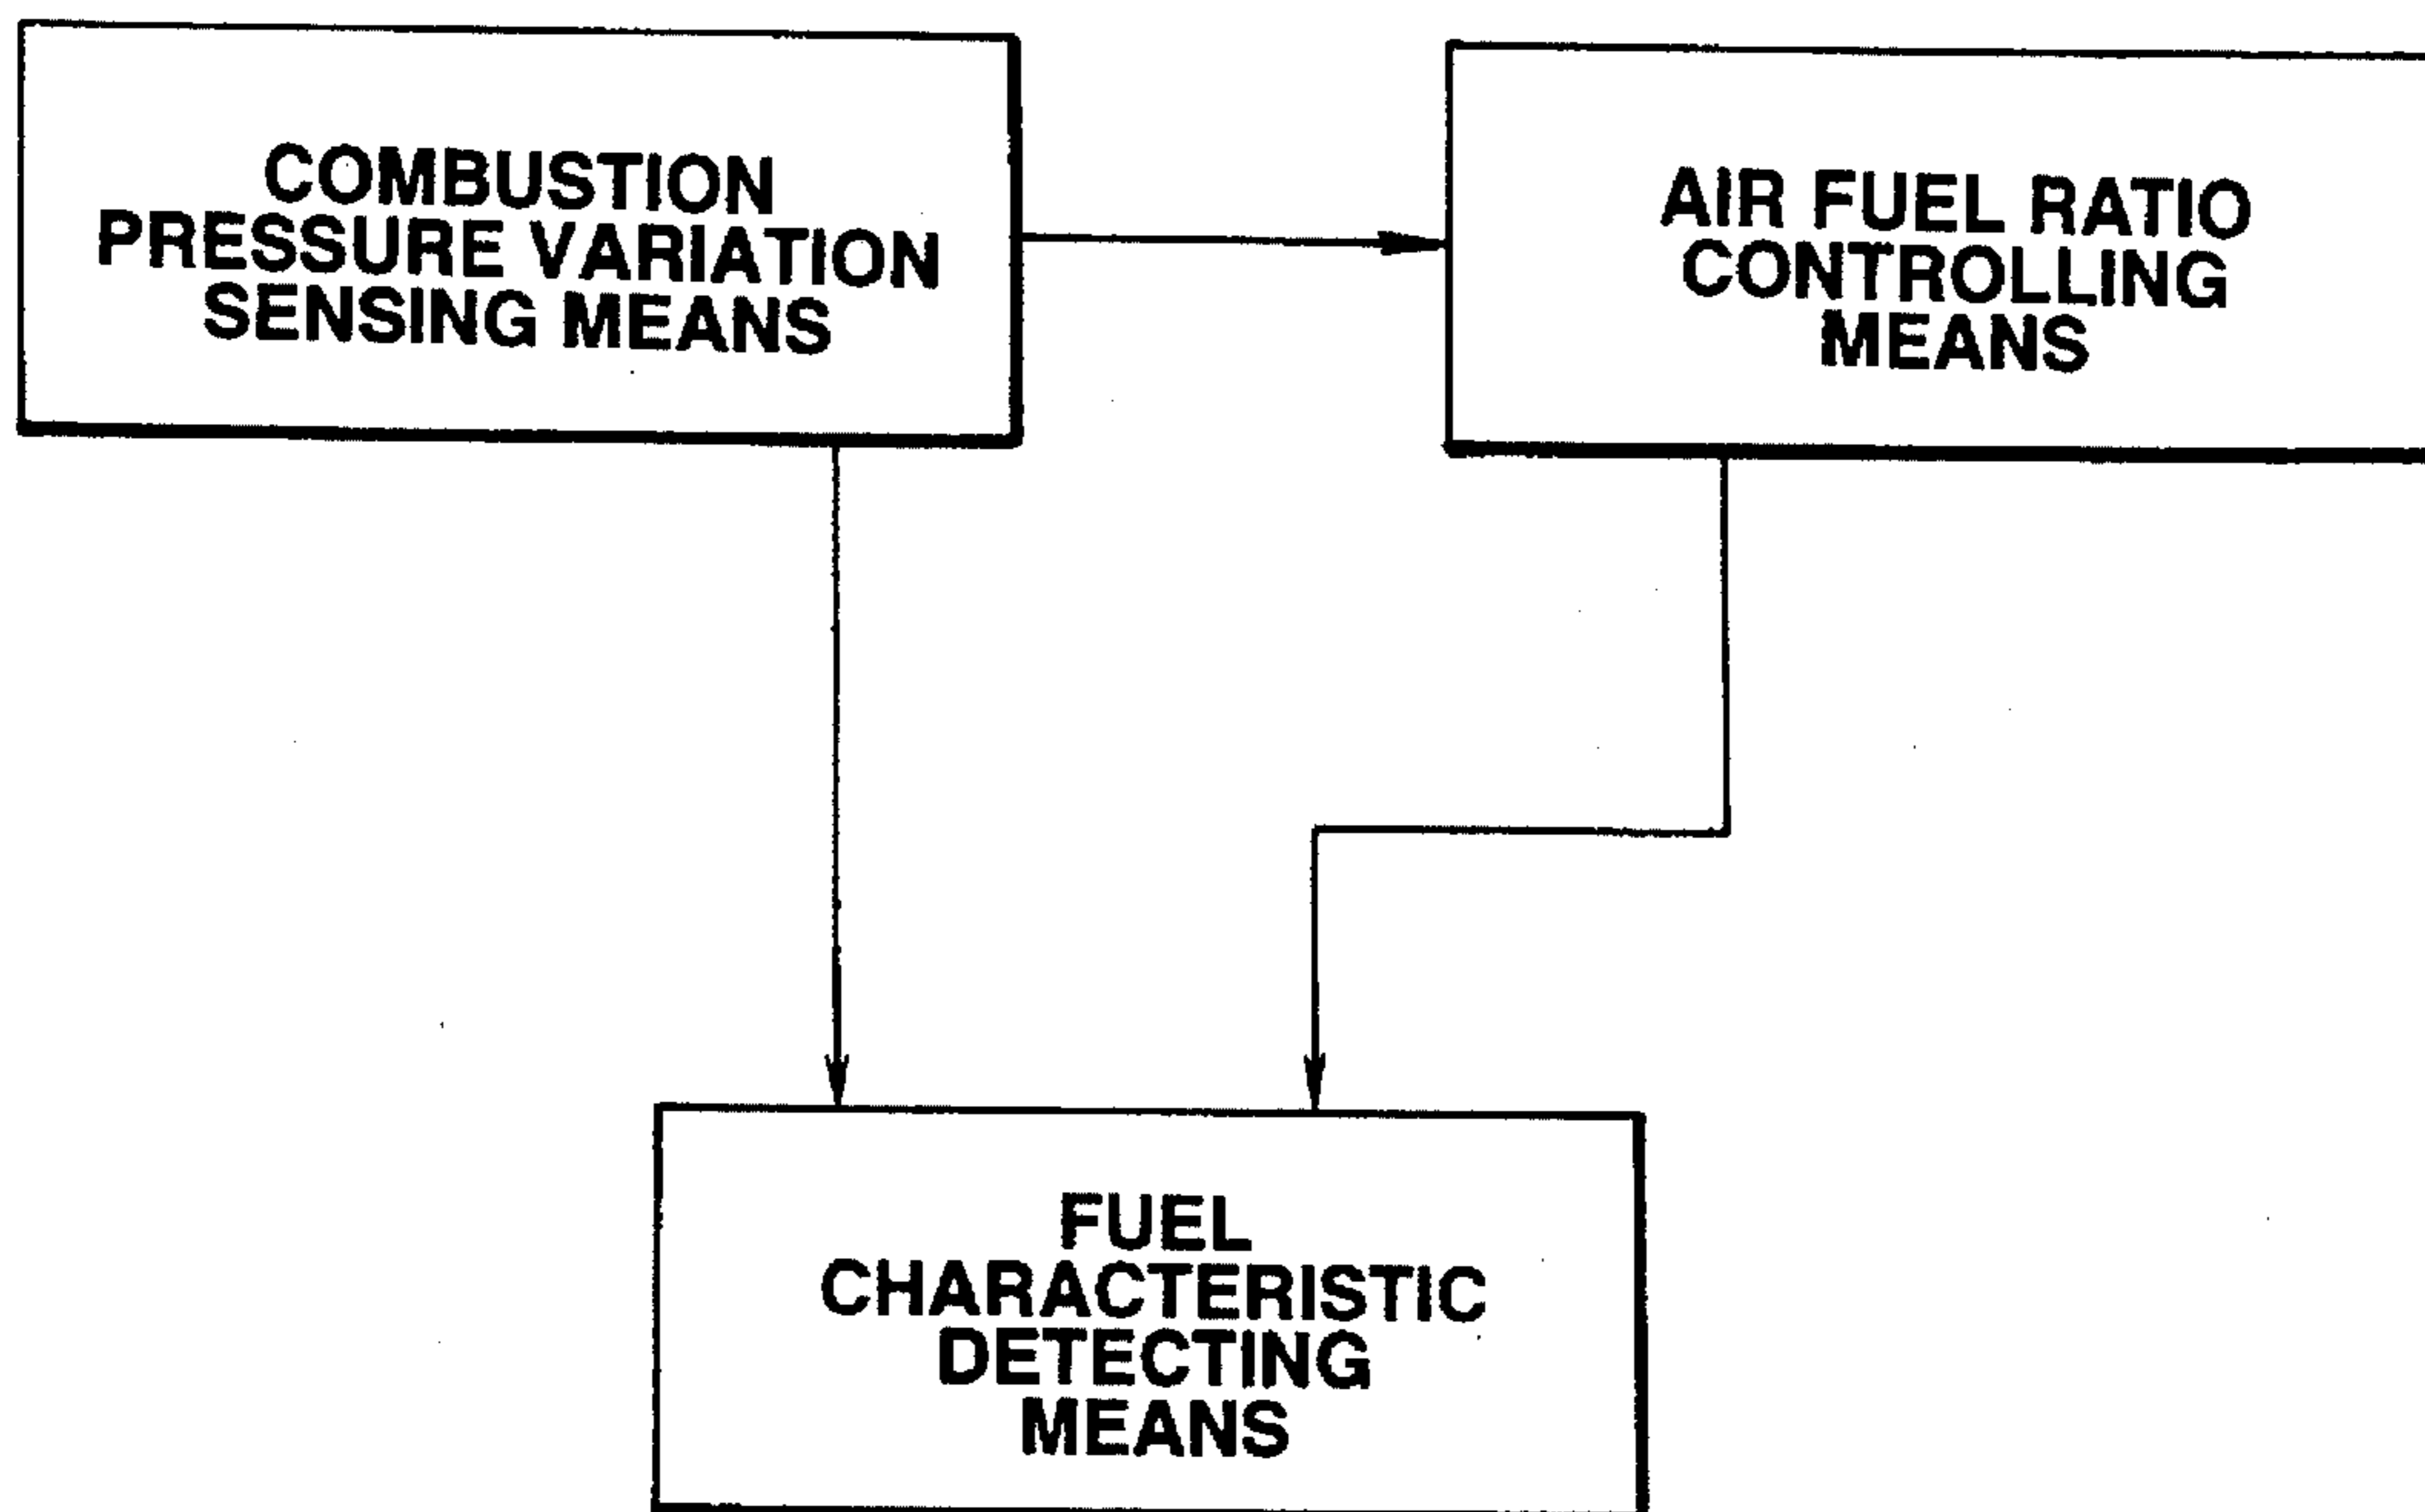 COMBUSTION
PRESSURE VARIATION
SENSING MEANS
AIR FUEL RATIO
CONTROLLING
MEANS
FUEL
CHARACTERISTIC
DETECTING
MEANS